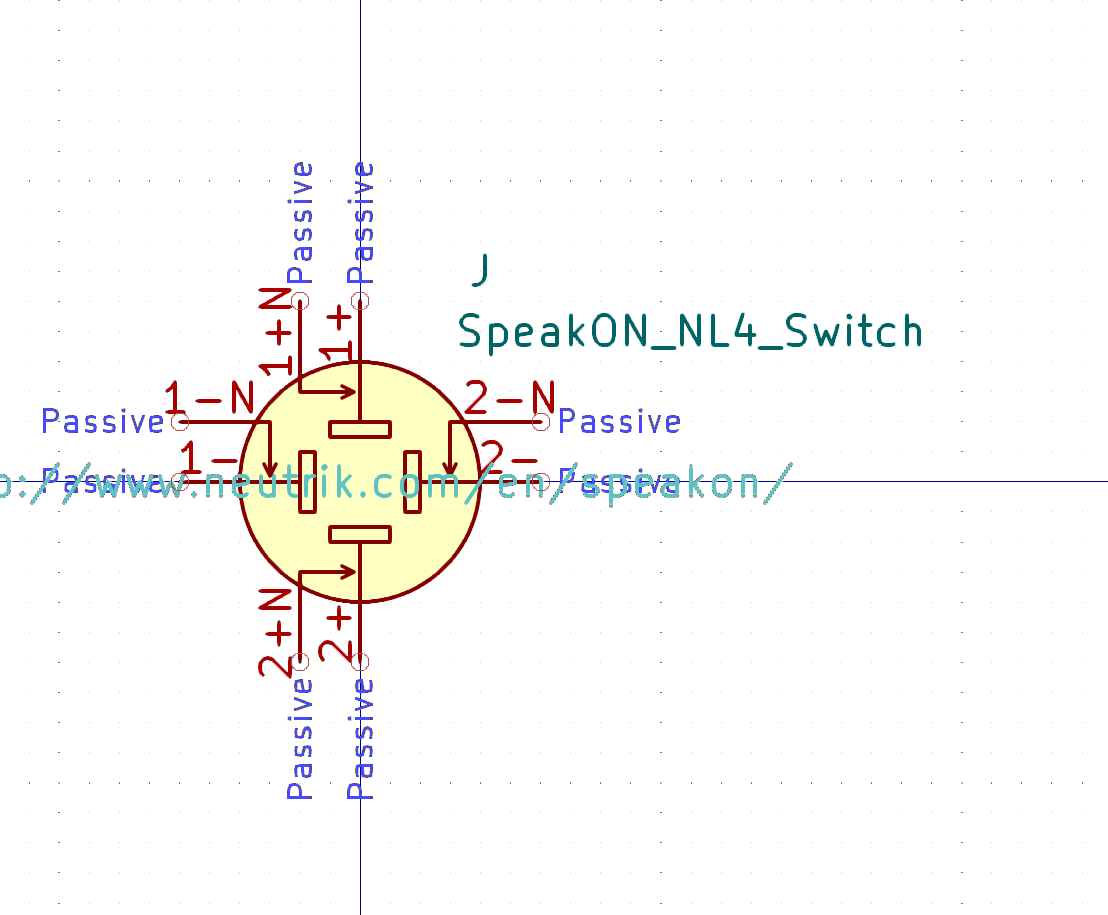 Passive
Passive
J
SpeakON_NL4_Switch
1+N
1+
1-N
2-N
Passive
Passive
1-
2-
Passive
p://www.neutrik.com/en/speakon/
Passive
2+N
2+
Passive
Passive